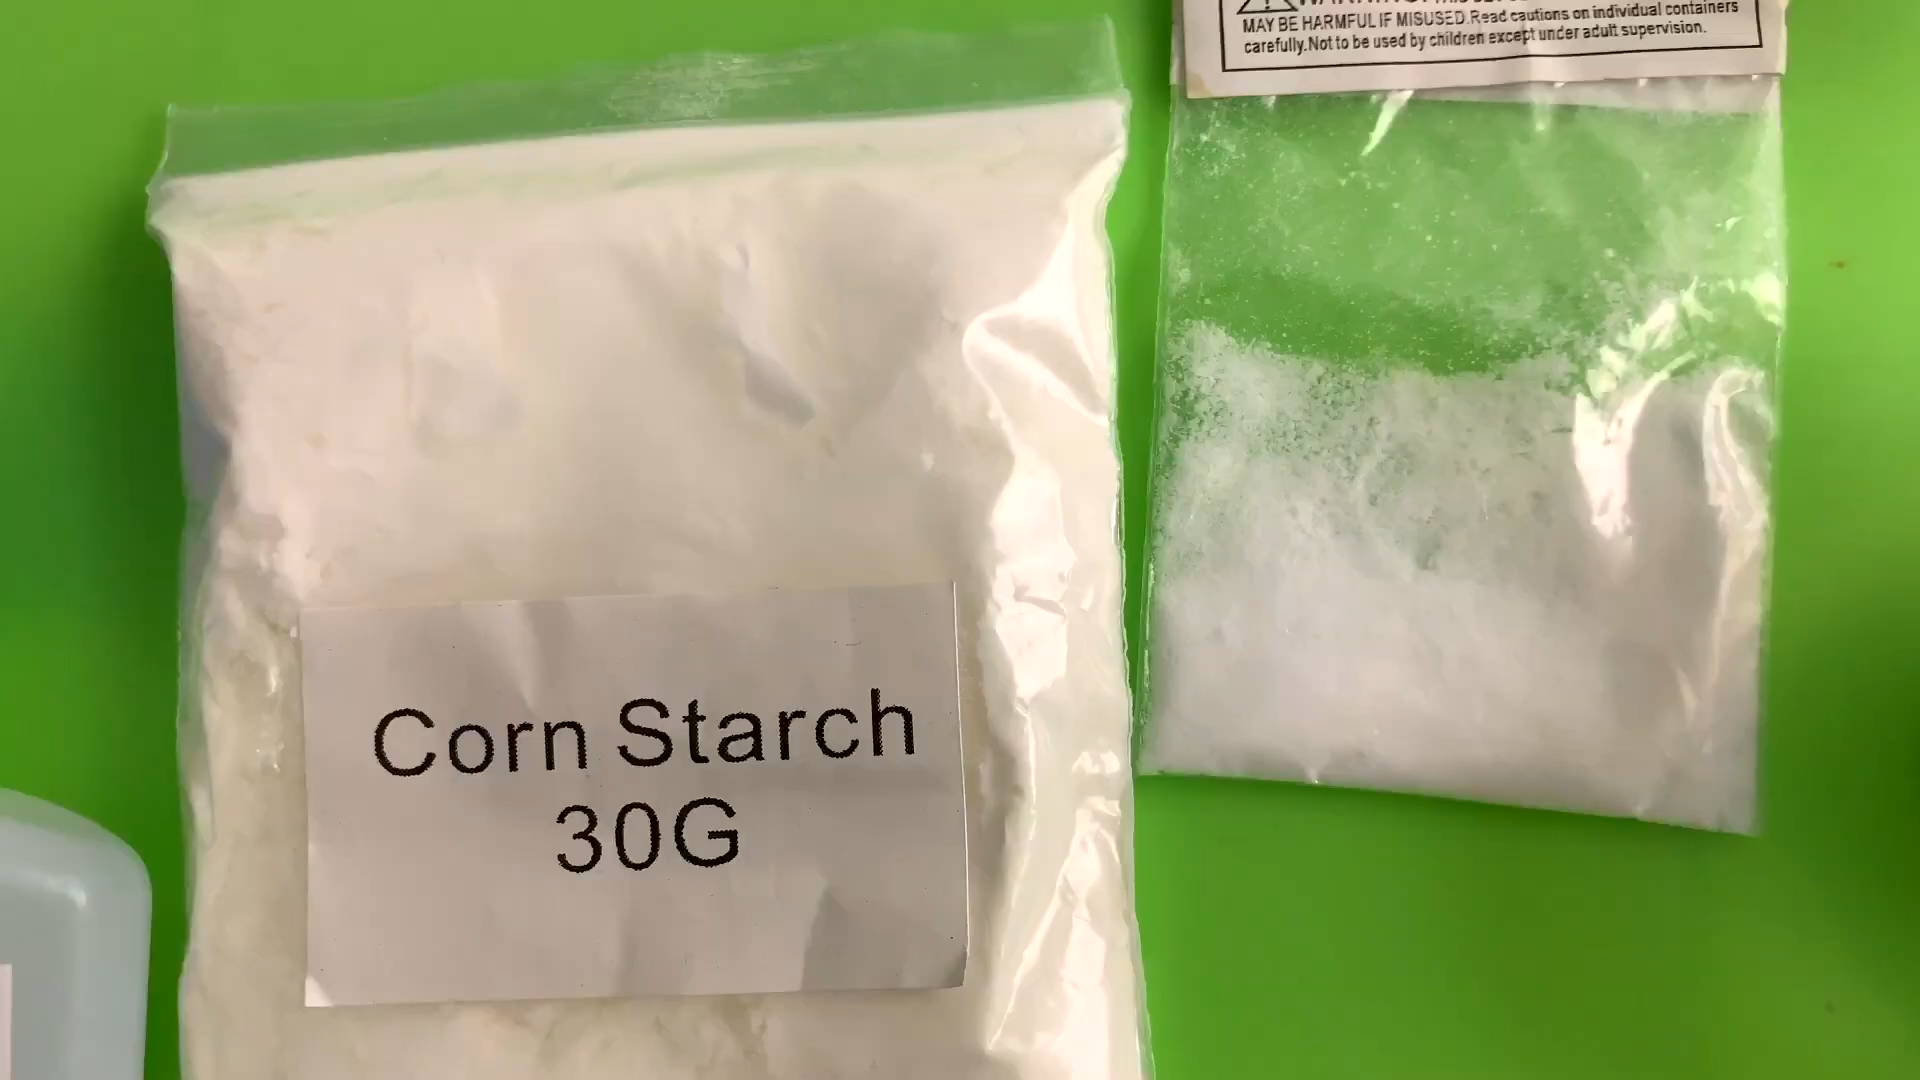 Corn Starch
30G
MAY BE HARMFUL IF MISUSED.Read cautions on individual containers
carefully.Not to be used by children except under adult supervision.